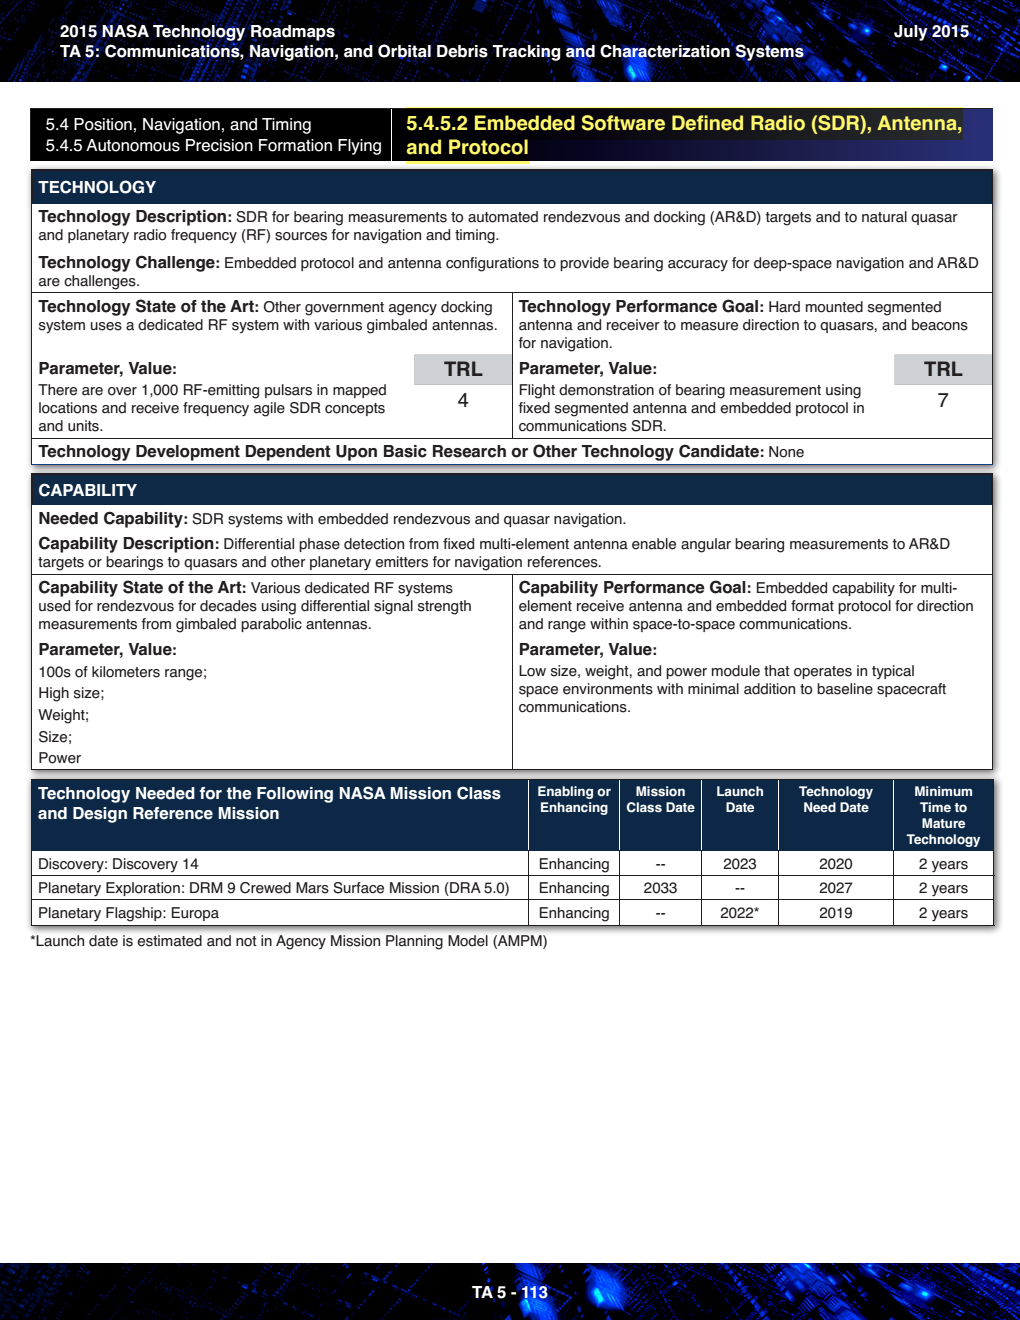 2015 NASA Technology Roadmaps
July 2015
TA 5: Communications, Navigation, and Orbital Debris Tracking and Characterization Systems
5.4 Position, Navigation, and Timing
5.4.5 Autonomous Precision Formation Flying
5.4.5.2 Embedded Software Defined Radio (SDR), Antenna,
and Protocol
TECHNOLOGY
Technology Description: SDR for bearing measurements to automated rendezvous and docking (AR&D) targets and to natural quasar
and planetary radio frequency (RF) sources for navigation and timing.
Technology Challenge: Embedded protocol and antenna configurations to provide bearing accuracy for deep-space navigation and AR&D
are challenges.
Technology State of the Art: Other government agency docking
system uses a dedicated RF system with various gimbaled antennas.
Parameter, Value:
There are over 1,000 RF-emitting pulsars in mapped
locations and receive frequency agile SDR concepts
and units.
TRL
4
Technology Performance Goal: Hard mounted segmented
antenna and receiver to measure direction to quasars, and beacons
for navigation.
Parameter, Value:
Flight demonstration of bearing measurement using
fixed segmented antenna and embedded protocol in
communications SDR.
TRL
7
Technology Development Dependent Upon Basic Research or Other Technology Candidate: None
CAPABILITY
Needed Capability: SDR systems with embedded rendezvous and quasar navigation.
Capability Description: Differential phase detection from fixed multi-element antenna enable angular bearing measurements to AR&D
targets or bearings to quasars and other planetary emitters for navigation references.
Capability State of the Art: Various dedicated RF systems
used for rendezvous for decades using differential signal strength
measurements from gimbaled parabolic antennas.
Parameter, Value:
100s of kilometers range;
High size;
Weight;
Size;
Power
Capability Performance Goal: Embedded capability for multi-
element receive antenna and embedded format protocol for direction
and range within space-to-space communications.
Parameter, Value:
Low size, weight, and power module that operates in typical
space environments with minimal addition to baseline spacecraft
communications.
Technology Needed for the Following NASA Mission Class
and Design Reference Mission
Enabling or
Enhancing
Mission
Class Date
Launch
Date
Technology
Need Date
Minimum
Time to
Mature
Technology
Discovery: Discovery 14 Enhancing -- 2023 2020 2 years
Planetary Exploration: DRM 9 Crewed Mars Surface Mission (DRA 5.0) Enhancing 2033 -- 2027 2 years
Planetary Flagship: Europa Enhancing -- 2022* 2019 2 years
*Launch date is estimated and not in Agency Mission Planning Model (AMPM)
TA 5 - 113